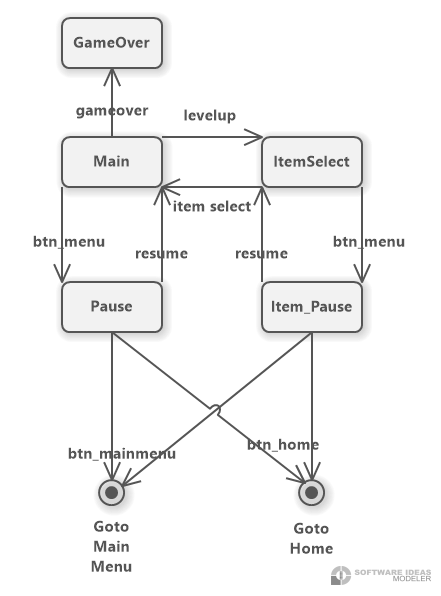 GameOver
gameover
levelup
Main
ItemSelect
item select
btn_menu
btn_menu
resume
resume
Pause
Item_Pause
btn_mainmenu
btn_home
Goto
Main
Menu
Goto
Home
SOFTWARE IDEAS
MODELER